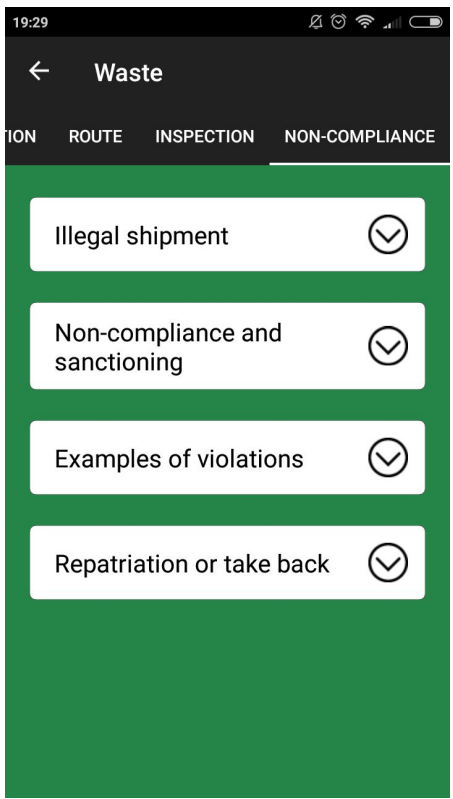 19:29
Waste
ION ROUTE INSPECTION NON-COMPLIANCE
Illegal shipment
Non-compliance and
sanctioning
Examples of violations
Repatriation or take back